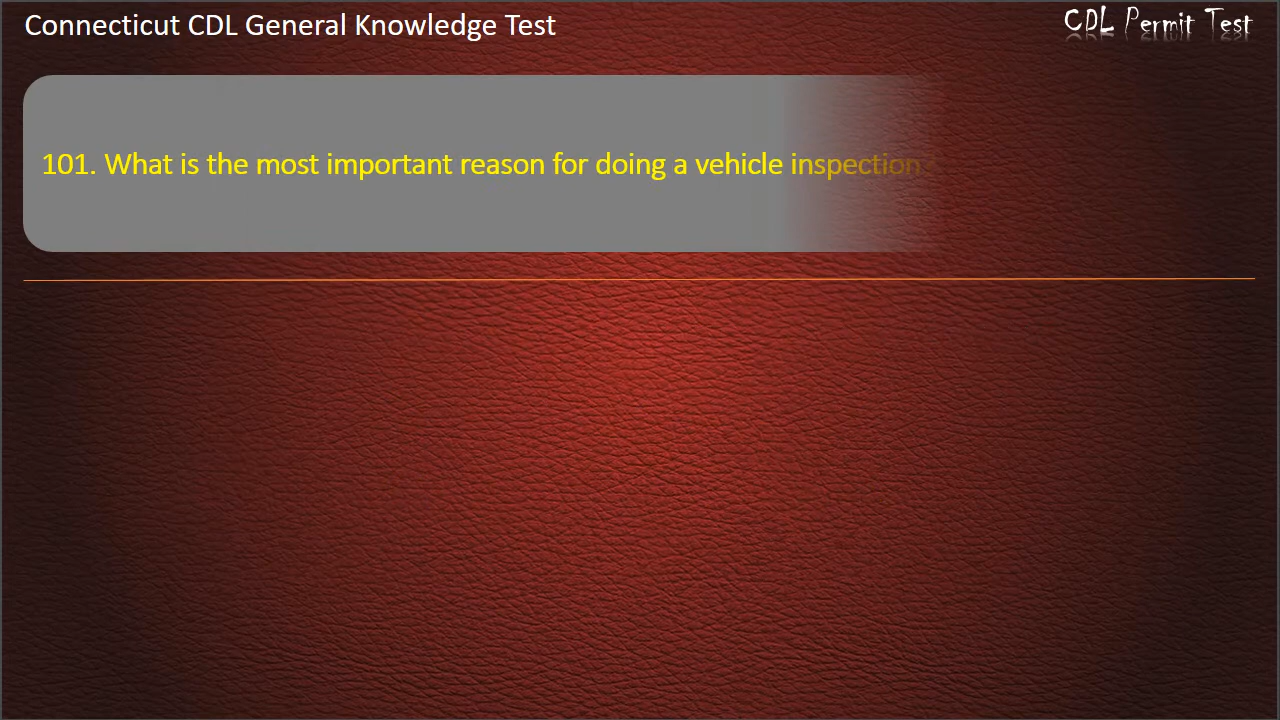 Connecticut CDL General Knowledge Test
CDL Permit Test
101. What is the most important reason for doing a vehicle inspection